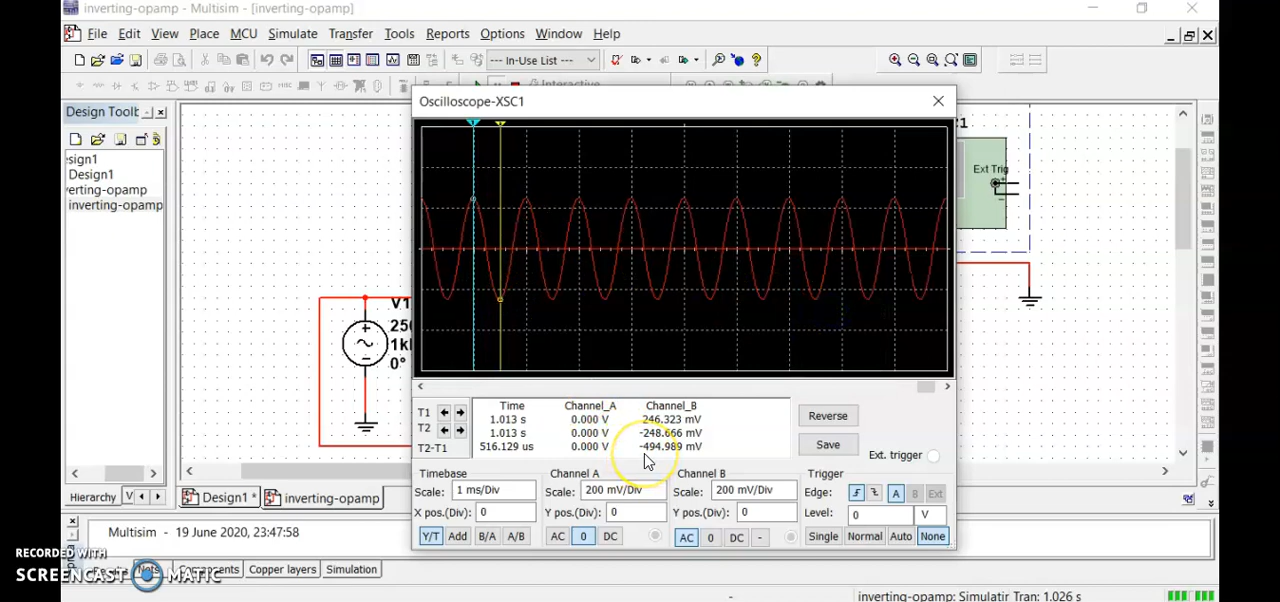 inverting-opamp - Multisim - [inverting-opamp]
File Edit View Place MCU Simulate Transfer Tools Reports Options Window Help
--- In-Use List ---
Interactive
Design Toolb
esign1
Design1
verting-opamp
inverting-opamp
Oscilloscope-XSC1
Ext Trig
V1
1k
0°
Time Channel_A Channel_B
T1 1.013 s 0.000 V 246.323 mV
T2 1.013 s 0.000 V -248.666 mV
T2-T1 516.129 us 0.000 V -494.989 mV
Reverse
Save
Ext. trigger
Timebase
Scale: 1 ms/Div
X pos.(Div): 0
Y/T Add B/A A/B
Channel A
Scale: 200 mV/Div
Y pos.(Div): 0
AC 0 DC
Channel B
Scale: 200 mV/Div
Y pos.(Div): 0
AC 0 DC -
Trigger
Edge: A B Ext
Level: 0 V
Single Normal Auto None
Hierarchy V
Design1 * inverting-opamp
Multisim - 19 June 2020, 23:47:58
Components Copper layers Simulation
RECORDED WITH
SCREENCAST MATIC
inverting-opamp: Simulatir Tran: 1.026 s